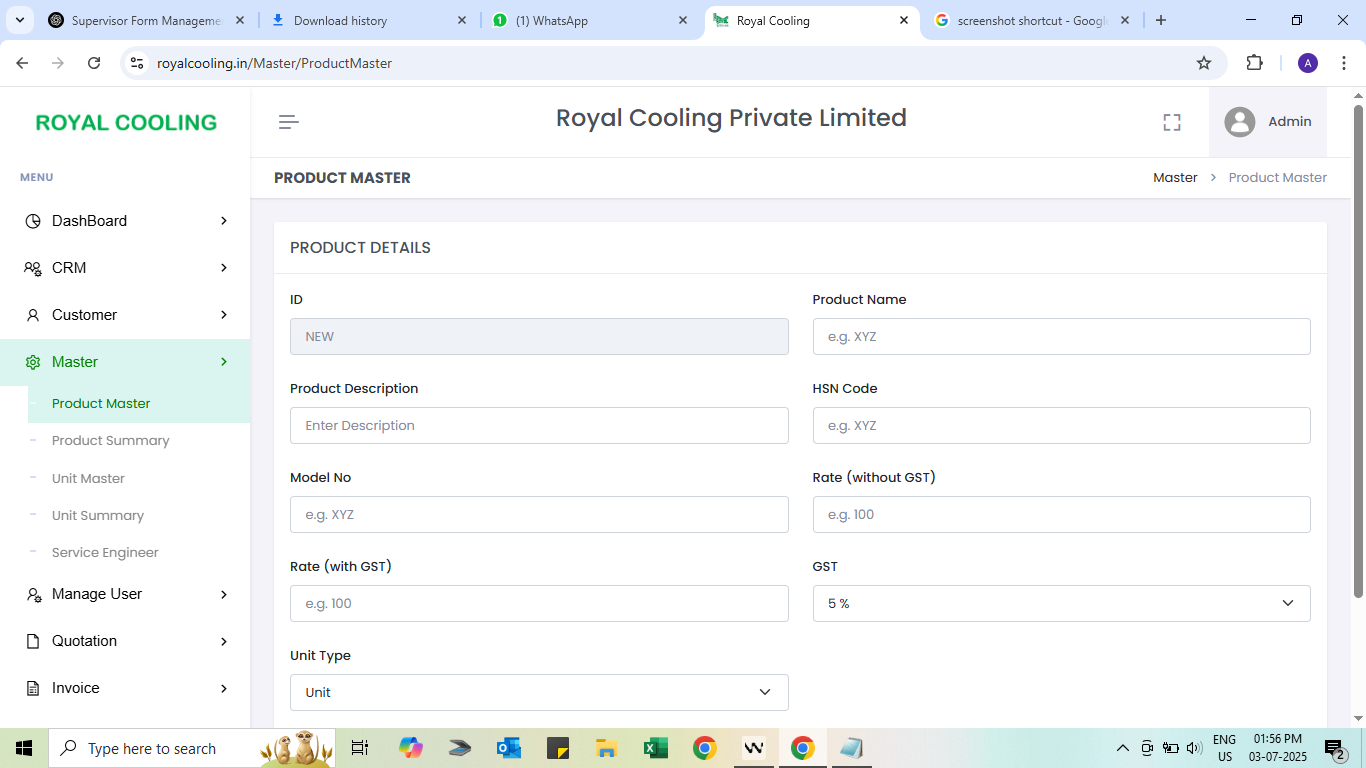 Supervisor Form Manageme
Download history
(1) WhatsApp
Royal Cooling
screenshot shortcut - Google
royalcooling.in/Master/ProductMaster
A
ROYAL COOLING
Royal Cooling Private Limited
Admin
MENU
PRODUCT MASTER
Master > Product Master
DashBoard
CRM
Customer
Master
Product Master
Product Summary
Unit Master
Unit Summary
Service Engineer
Manage User
Quotation
Invoice
PRODUCT DETAILS
ID
NEW
Product Name
e.g. XYZ
Product Description
Enter Description
HSN Code
e.g. XYZ
Model No
e.g. XYZ
Rate (without GST)
e.g. 100
Rate (with GST)
e.g. 100
GST
5 %
Unit Type
Unit
Type here to search
ENG
US
01:56 PM
03-07-2025
2